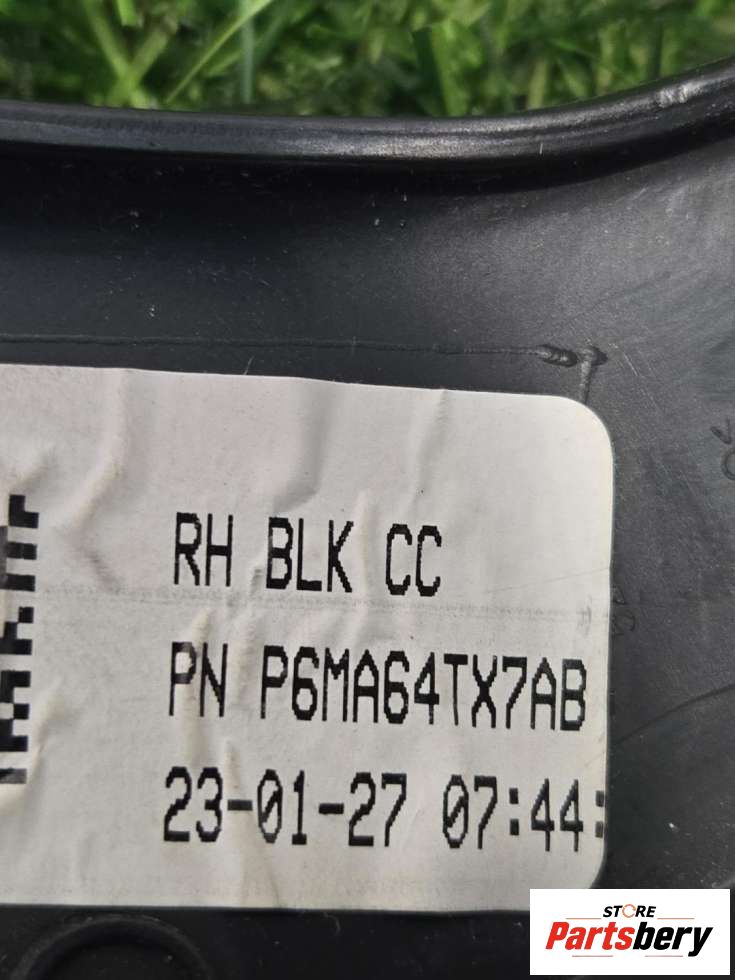 RH BLK CC
PN P6MA64TX7AB
23-01-27 07:44:
STORE
Partsbery